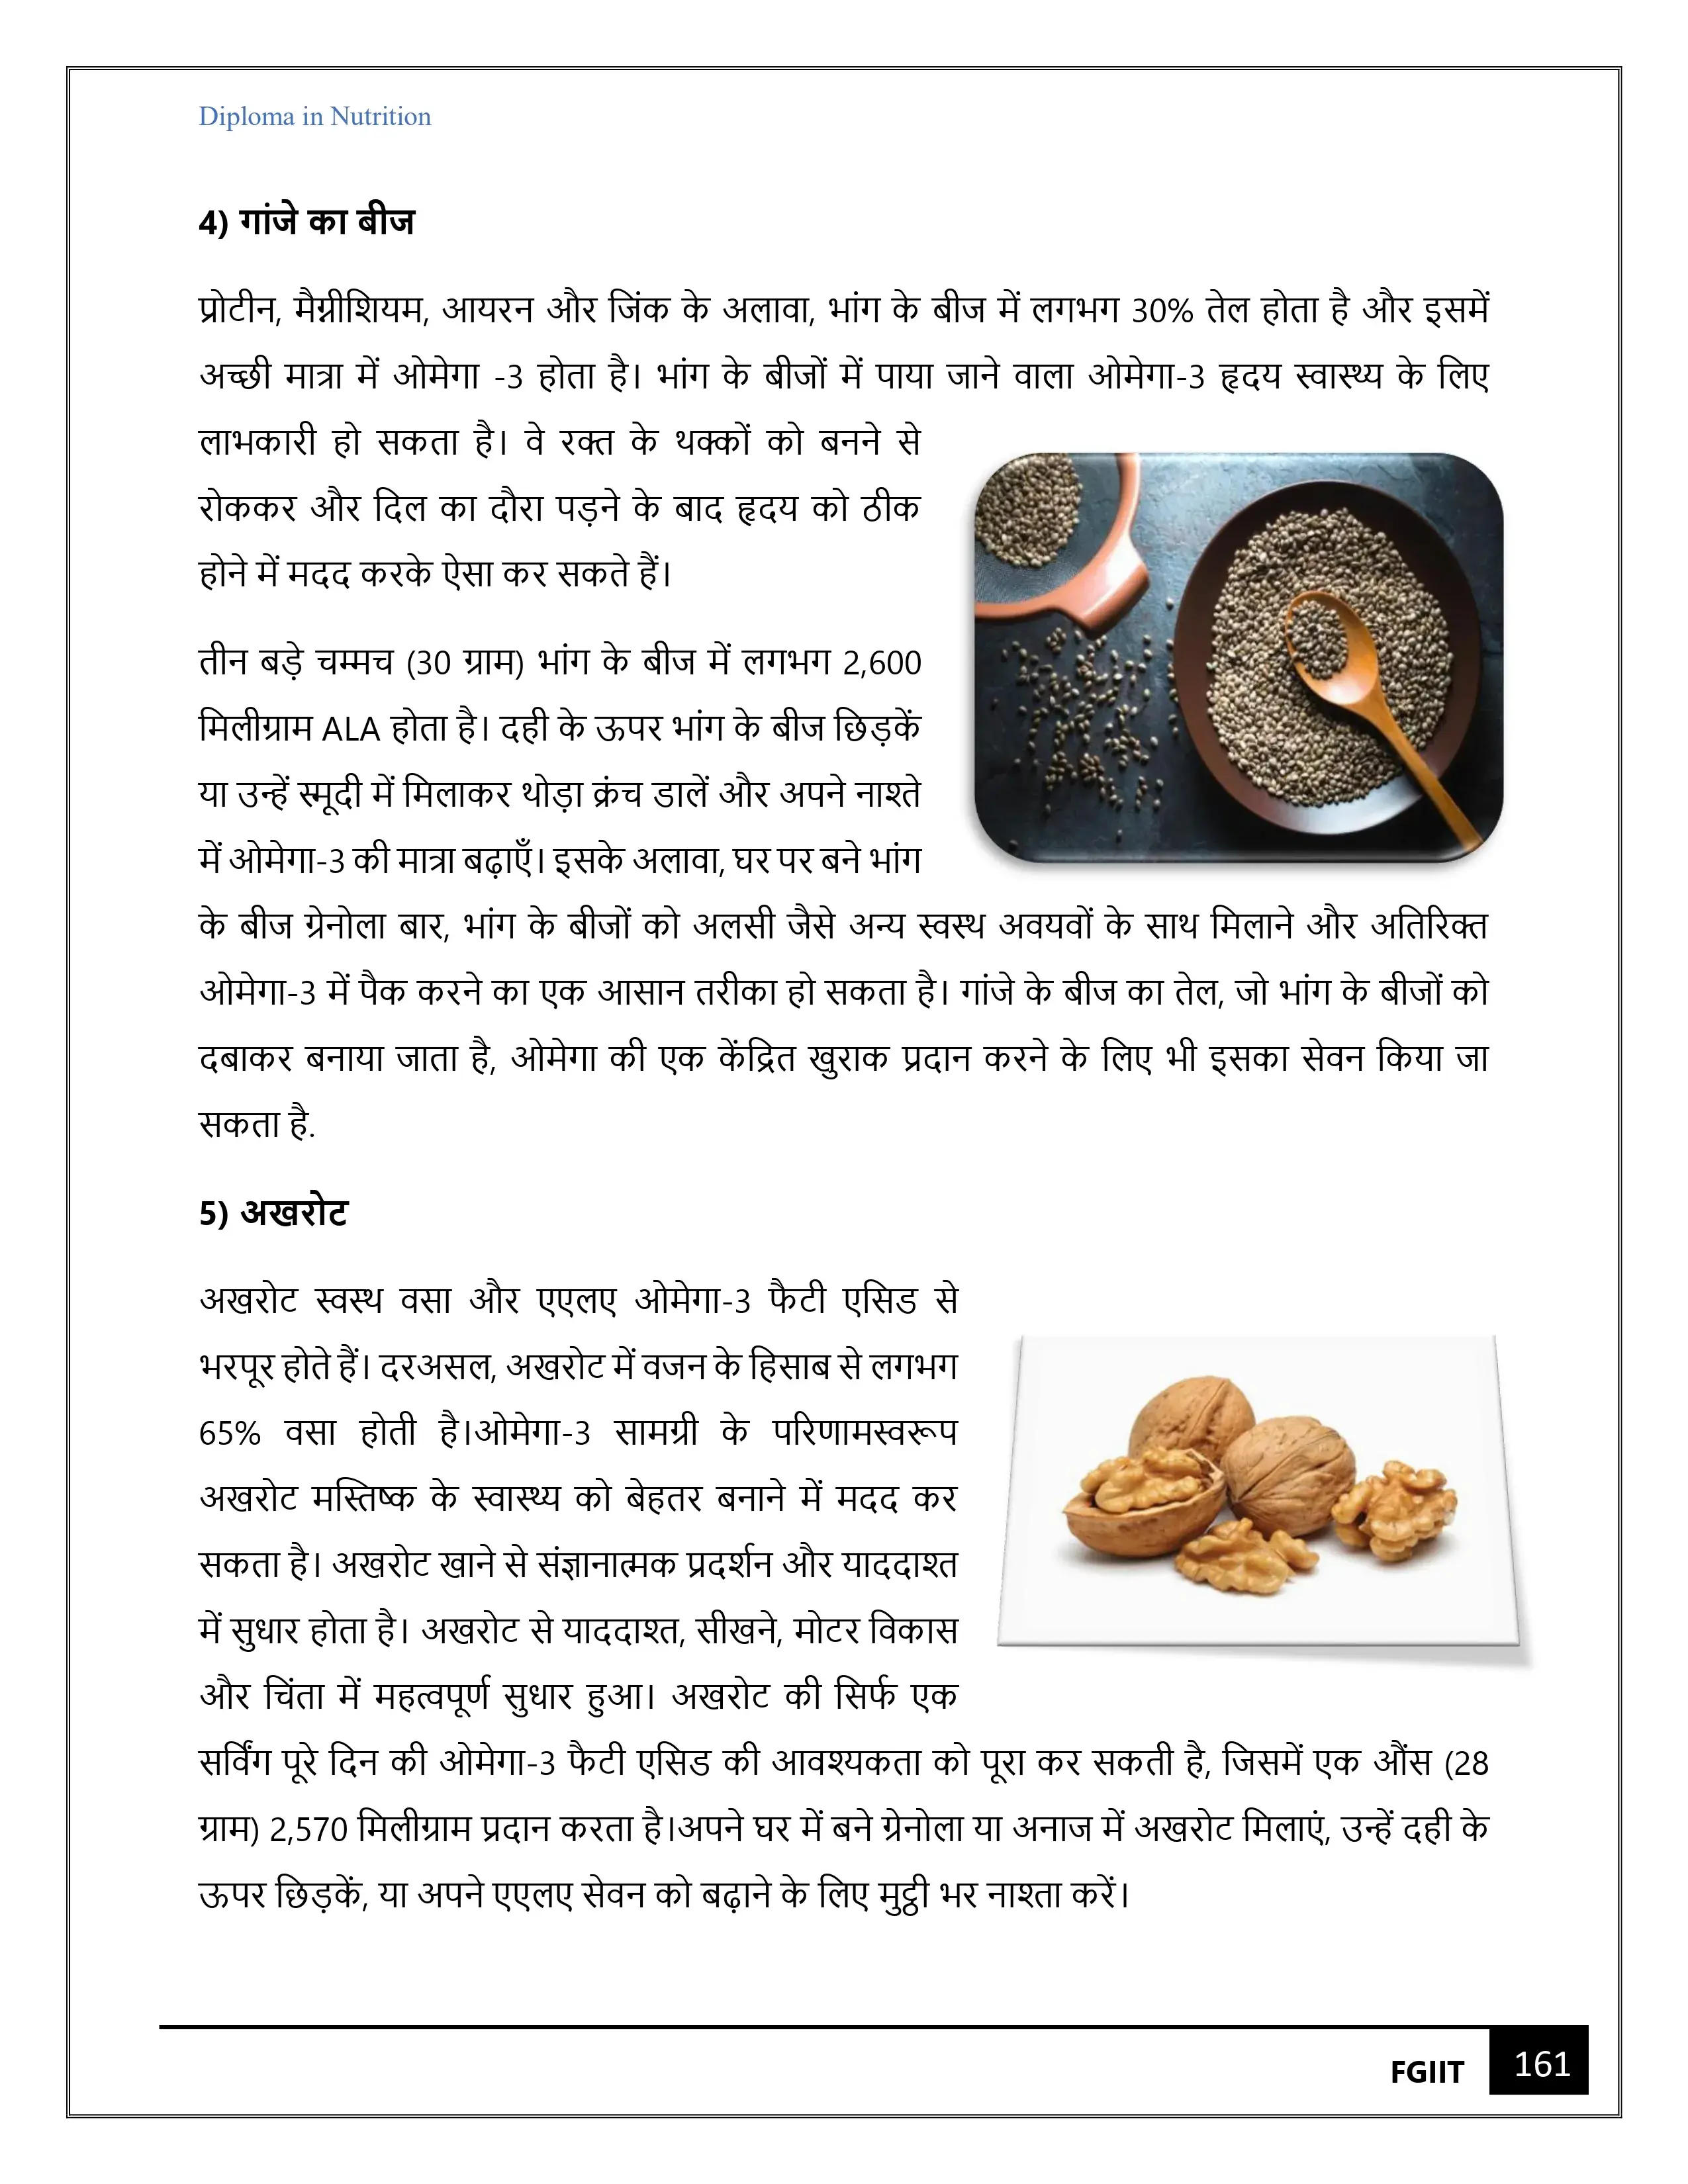 Diploma in Nutrition
4) गांजे का बीज
प्रोटीन, मैग्नीशियम, आयरन और जिंक के अलावा, भांग के बीज में लगभग 30% तेल होता है और इसमें
अच्छी मात्रा में ओमेगा -3 होता है। भांग के बीजों में पाया जाने वाला ओमेगा-3 हृदय स्वास्थ्य के लिए
लाभकारी हो सकता है। वे रक्त के थक्कों को बनने से
रोककर और दिल का दौरा पड़ने के बाद हृदय को ठीक
होने में मदद करके ऐसा कर सकते हैं।
तीन बड़े चम्मच (30 ग्राम) भांग के बीज में लगभग 2,600
मिलीग्राम ALA होता है। दही के ऊपर भांग के बीज छिड़कें
या उन्हें स्मूदी में मिलाकर थोड़ा क्रंच डालें और अपने नाश्ते
में ओमेगा-3 की मात्रा बढ़ाएँ। इसके अलावा, घर पर बने भांग
के बीज ग्रेनोला बार, भांग के बीजों को अलसी जैसे अन्य स्वस्थ अवयवों के साथ मिलाने और अतिरिक्त
ओमेगा-3 में पैक करने का एक आसान तरीका हो सकता है। गांजे के बीज का तेल, जो भांग के बीजों को
दबाकर बनाया जाता है, ओमेगा की एक केंद्रित खुराक प्रदान करने के लिए भी इसका सेवन किया जा
सकता है.
5) अखरोट
अखरोट स्वस्थ वसा और एएलए ओमेगा-3 फैटी एसिड से
भरपूर होते हैं। दरअसल, अखरोट में वजन के हिसाब से लगभग
65% वसा होती है।ओमेगा-3 सामग्री के परिणामस्वरूप
अखरोट मस्तिष्क के स्वास्थ्य को बेहतर बनाने में मदद कर
सकता है। अखरोट खाने से संज्ञानात्मक प्रदर्शन और याददाश्त
में सुधार होता है। अखरोट से याददाश्त, सीखने, मोटर विकास
और चिंता में महत्वपूर्ण सुधार हुआ। अखरोट की सिर्फ एक
सर्विंग पूरे दिन की ओमेगा-3 फैटी एसिड की आवश्यकता को पूरा कर सकती है, जिसमें एक औंस (28
ग्राम) 2,570 मिलीग्राम प्रदान करता है।अपने घर में बने ग्रेनोला या अनाज में अखरोट मिलाएं, उन्हें दही के
ऊपर छिड़कें, या अपने एएलए सेवन को बढ़ाने के लिए मुट्ठी भर नाश्ता करें।
FGIIT 161